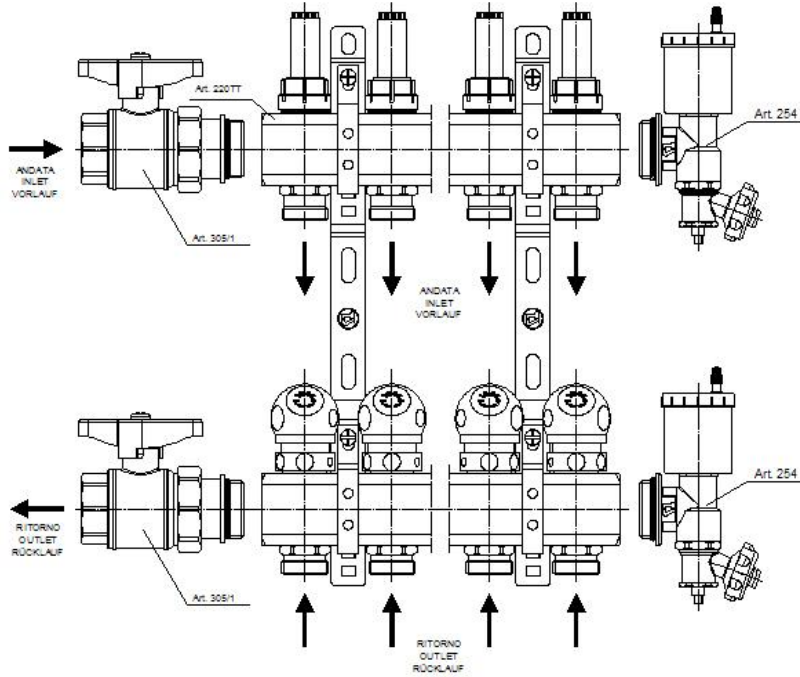 Art. 220TT
Art. 254
ANDATA
INLET
VORLAUF
Art. 305/1
ANDATA
INLET
VORLAUF
Art. 254
RITORNO
OUTLET
RÜCKLAUF
Art. 305/1
RITORNO
OUTLET
RÜCKLAUF